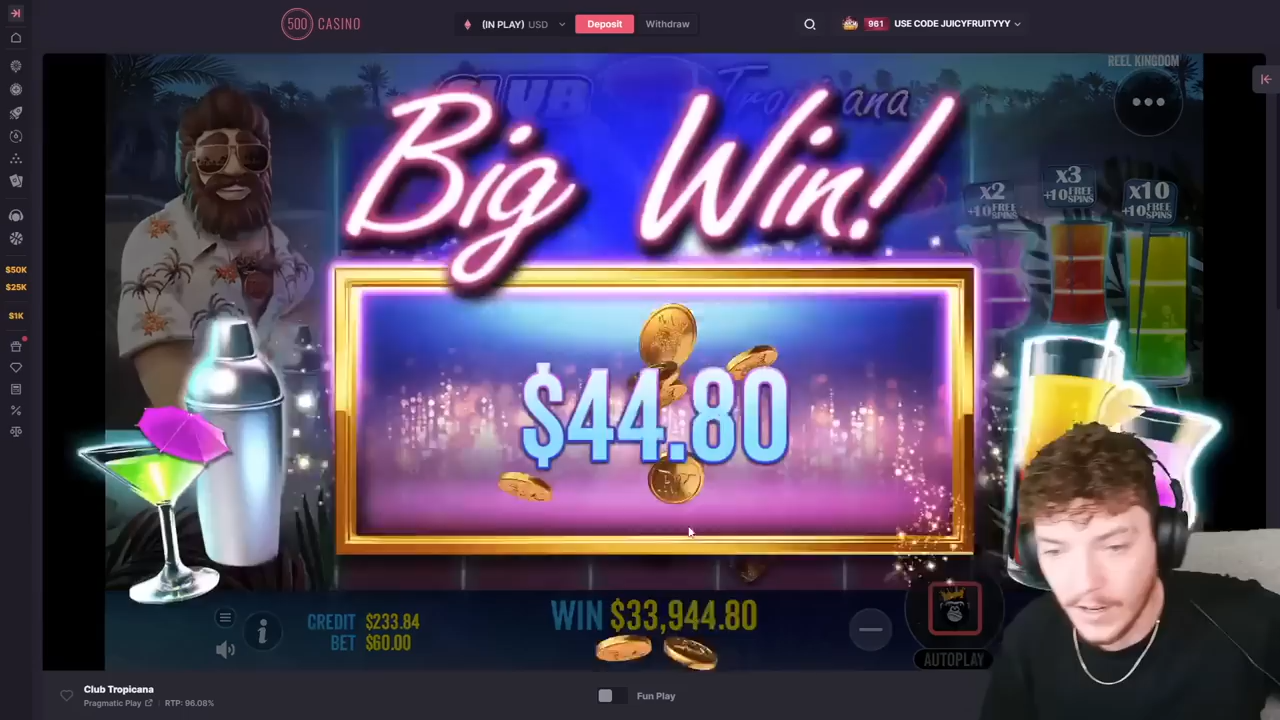 500 CASINO
(IN PLAY) USD
Deposit
Withdraw
961
USE CODE JUICYFRUITYYY
REEL KINGDOM
CLUB Tropicana
Big Win!
x2
+10 FREE SPINS
x3
+10 FREE SPINS
x10
+10 FREE SPINS
$50K
$25K
$1K
$44.80
CREDIT $233.84
BET $60.00
WIN $33,944.80
AUTOPLAY
Club Tropicana
Pragmatic Play
RTP: 96.08%
Fun Play